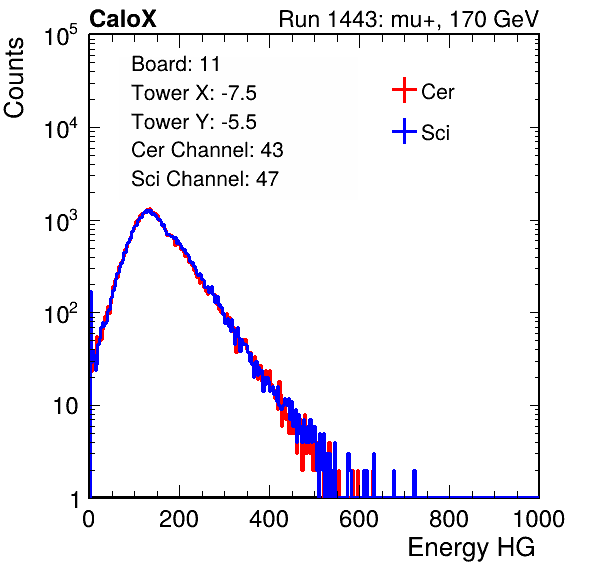 CaloX Run 1443: mu+, 170 GeV
Counts
Board: 11
Tower X: -7.5
Tower Y: -5.5
Cer Channel: 43
Sci Channel: 47
Cer
Sci
10^5
10^4
10^3
10^2
10
1
0 200 400 600 800 1000
Energy HG